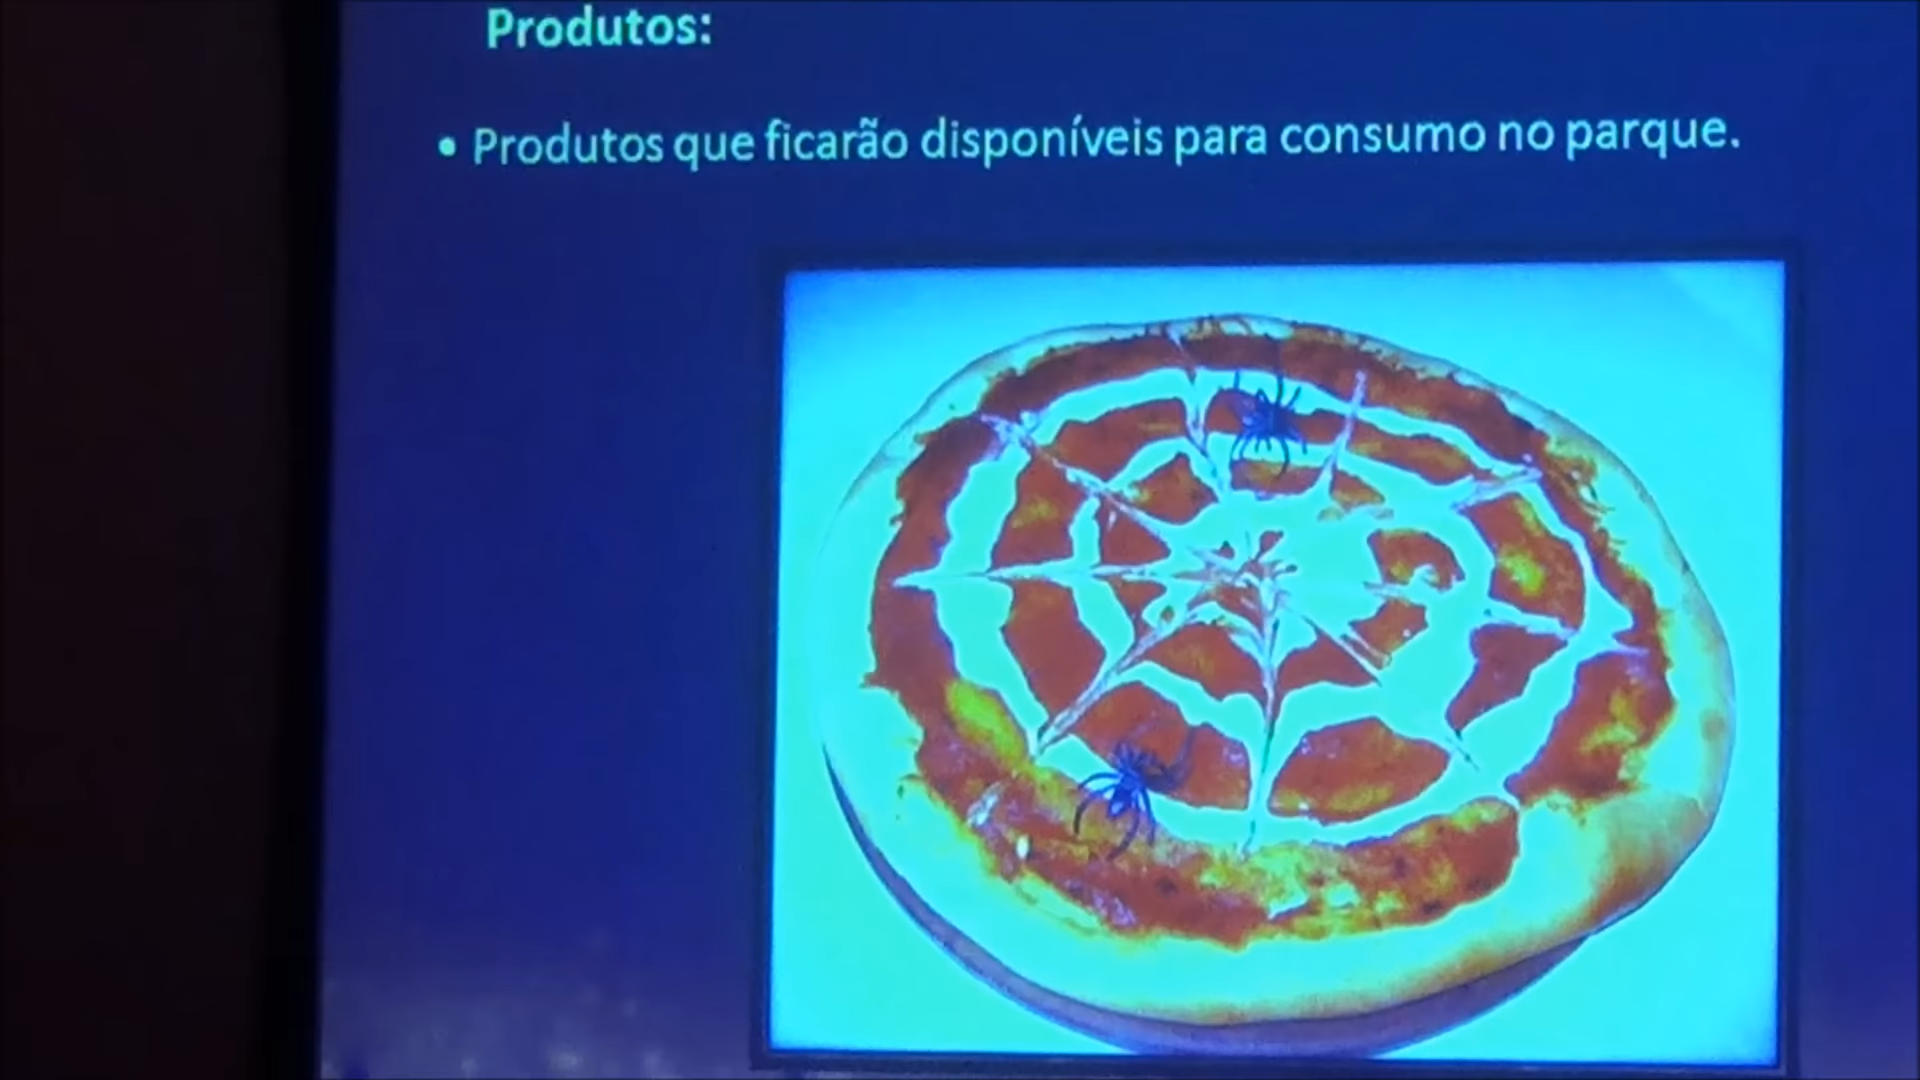 Produtos:
• Produtos que ficarão disponíveis para consumo no parque.